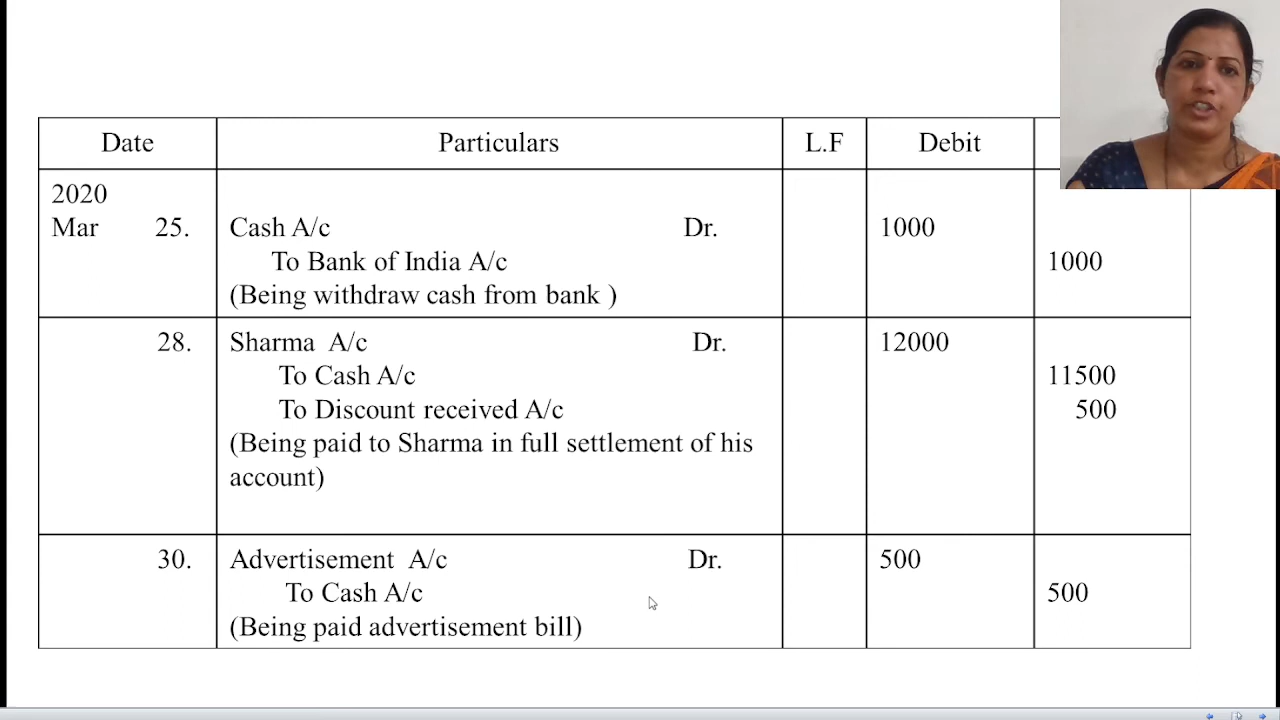 Date Particulars L.F Debit
2020
Mar 25. Cash A/c Dr. 1000
To Bank of India A/c 1000
(Being withdraw cash from bank )
28. Sharma A/c Dr. 12000
To Cash A/c 11500
To Discount received A/c 500
(Being paid to Sharma in full settlement of his
account)
30. Advertisement A/c Dr. 500
To Cash A/c 500
(Being paid advertisement bill)